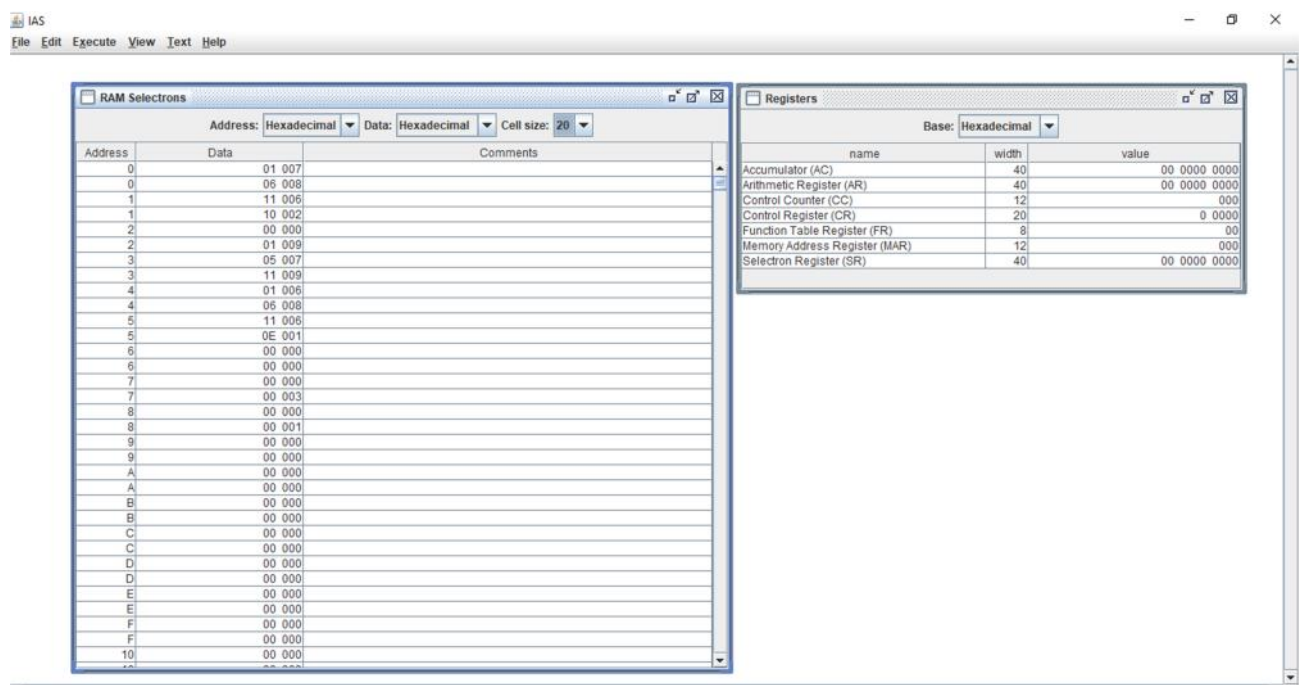 IAS
File Edit Execute View Text Help
RAM Selectrons
Address: Hexadecimal Data: Hexadecimal Cell size: 20
Address Data Comments
0 01 007
0 06 008
1 11 006
1 10 002
2 00 000
2 01 009
3 05 007
3 11 009
4 01 006
4 06 008
5 11 006
5 0E 001
6 00 000
6 00 000
7 00 000
7 00 003
8 00 000
8 00 001
9 00 000
9 00 000
A 00 000
A 00 000
B 00 000
B 00 000
C 00 000
C 00 000
D 00 000
D 00 000
E 00 000
E 00 000
F 00 000
F 00 000
10 00 000
Registers
Base: Hexadecimal
name width value
Accumulator (AC) 40 00 0000 0000
Arithmetic Register (AR) 40 00 0000 0000
Control Counter (CC) 12 000
Control Register (CR) 20 0 0000
Function Table Register (FR) 8 00
Memory Address Register (MAR) 12 000
Selectron Register (SR) 40 00 0000 0000